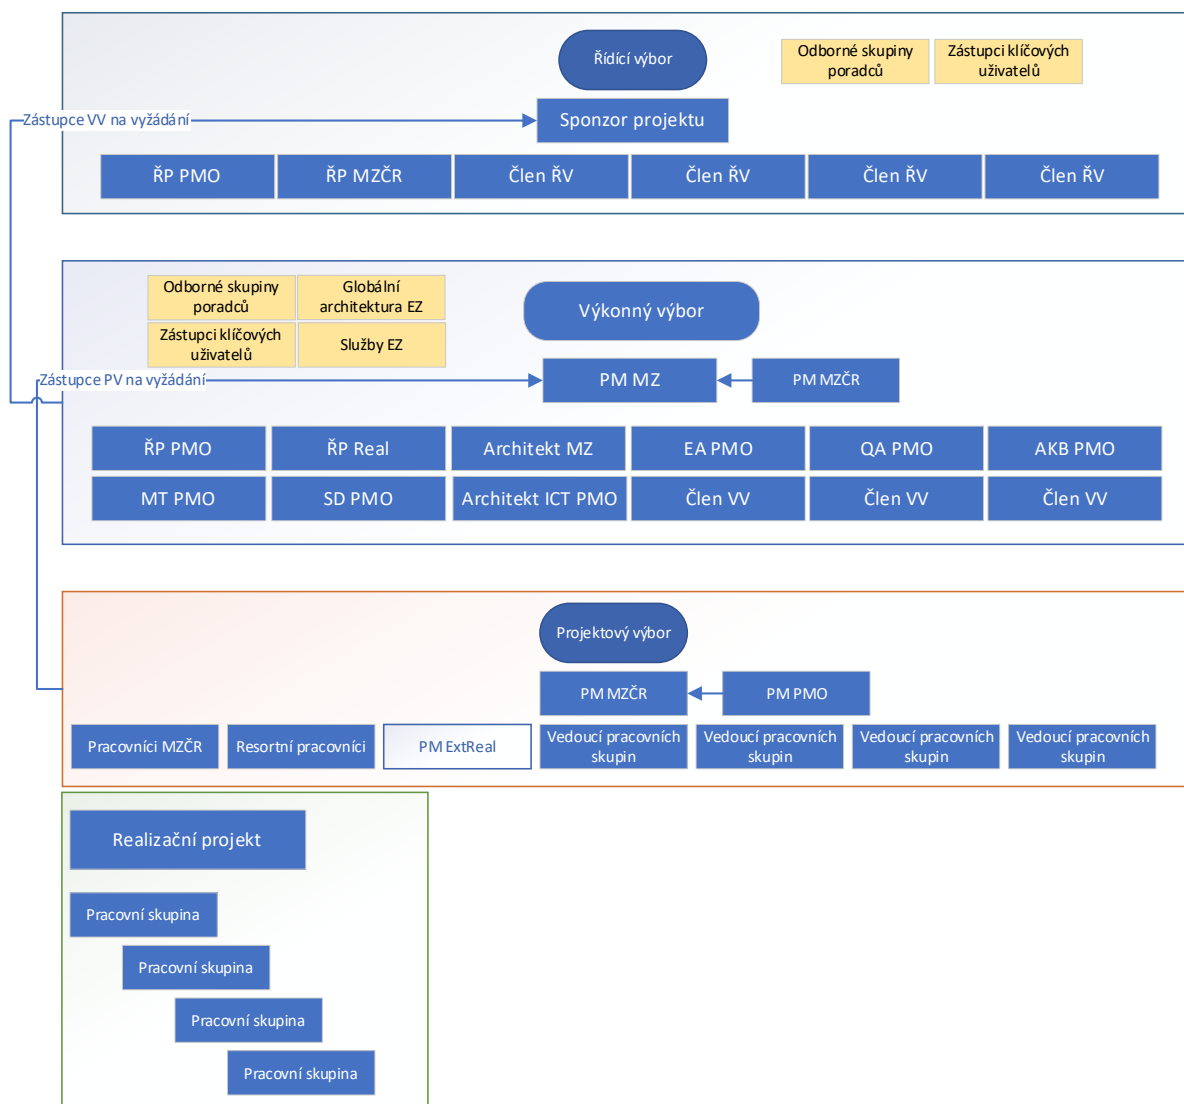 Řídící výbor
Odborné skupiny
poradců
Zástupci klíčových
uživatelů
Zástupce VV na vyžádání
Sponzor projektu
ŘP PMO
ŘP MZČR
Člen ŘV
Člen ŘV
Člen ŘV
Člen ŘV
Odborné skupiny
poradců
Globální
architektura EZ
Zástupci klíčových
uživatelů
Služby EZ
Výkonný výbor
Zástupce PV na vyžádání
PM MZ
PM MZČR
ŘP PMO
ŘP Real
Architekt MZ
EA PMO
QA PMO
AKB PMO
MT PMO
SD PMO
Architekt ICT PMO
Člen VV
Člen VV
Člen VV
Projektový výbor
PM MZČR
PM PMO
Pracovníci MZČR
Resortní pracovníci
PM ExtReal
Vedoucí pracovních
skupin
Vedoucí pracovních
skupin
Vedoucí pracovních
skupin
Vedoucí pracovních
skupin
Realizační projekt
Pracovní skupina
Pracovní skupina
Pracovní skupina
Pracovní skupina